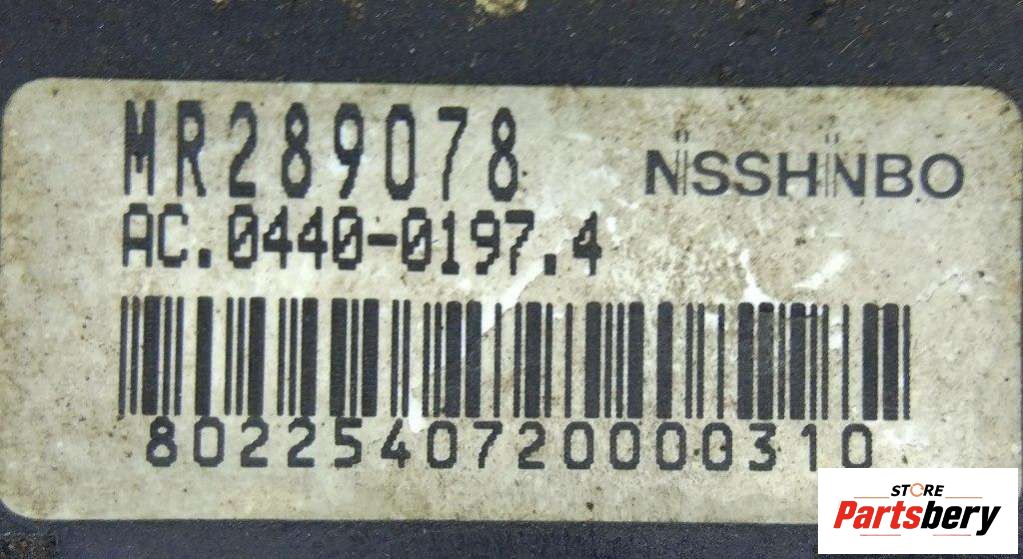 MR289078
NISSHINBO
AC.0440-0197.4
8022540720000310
STORE
Partsbery